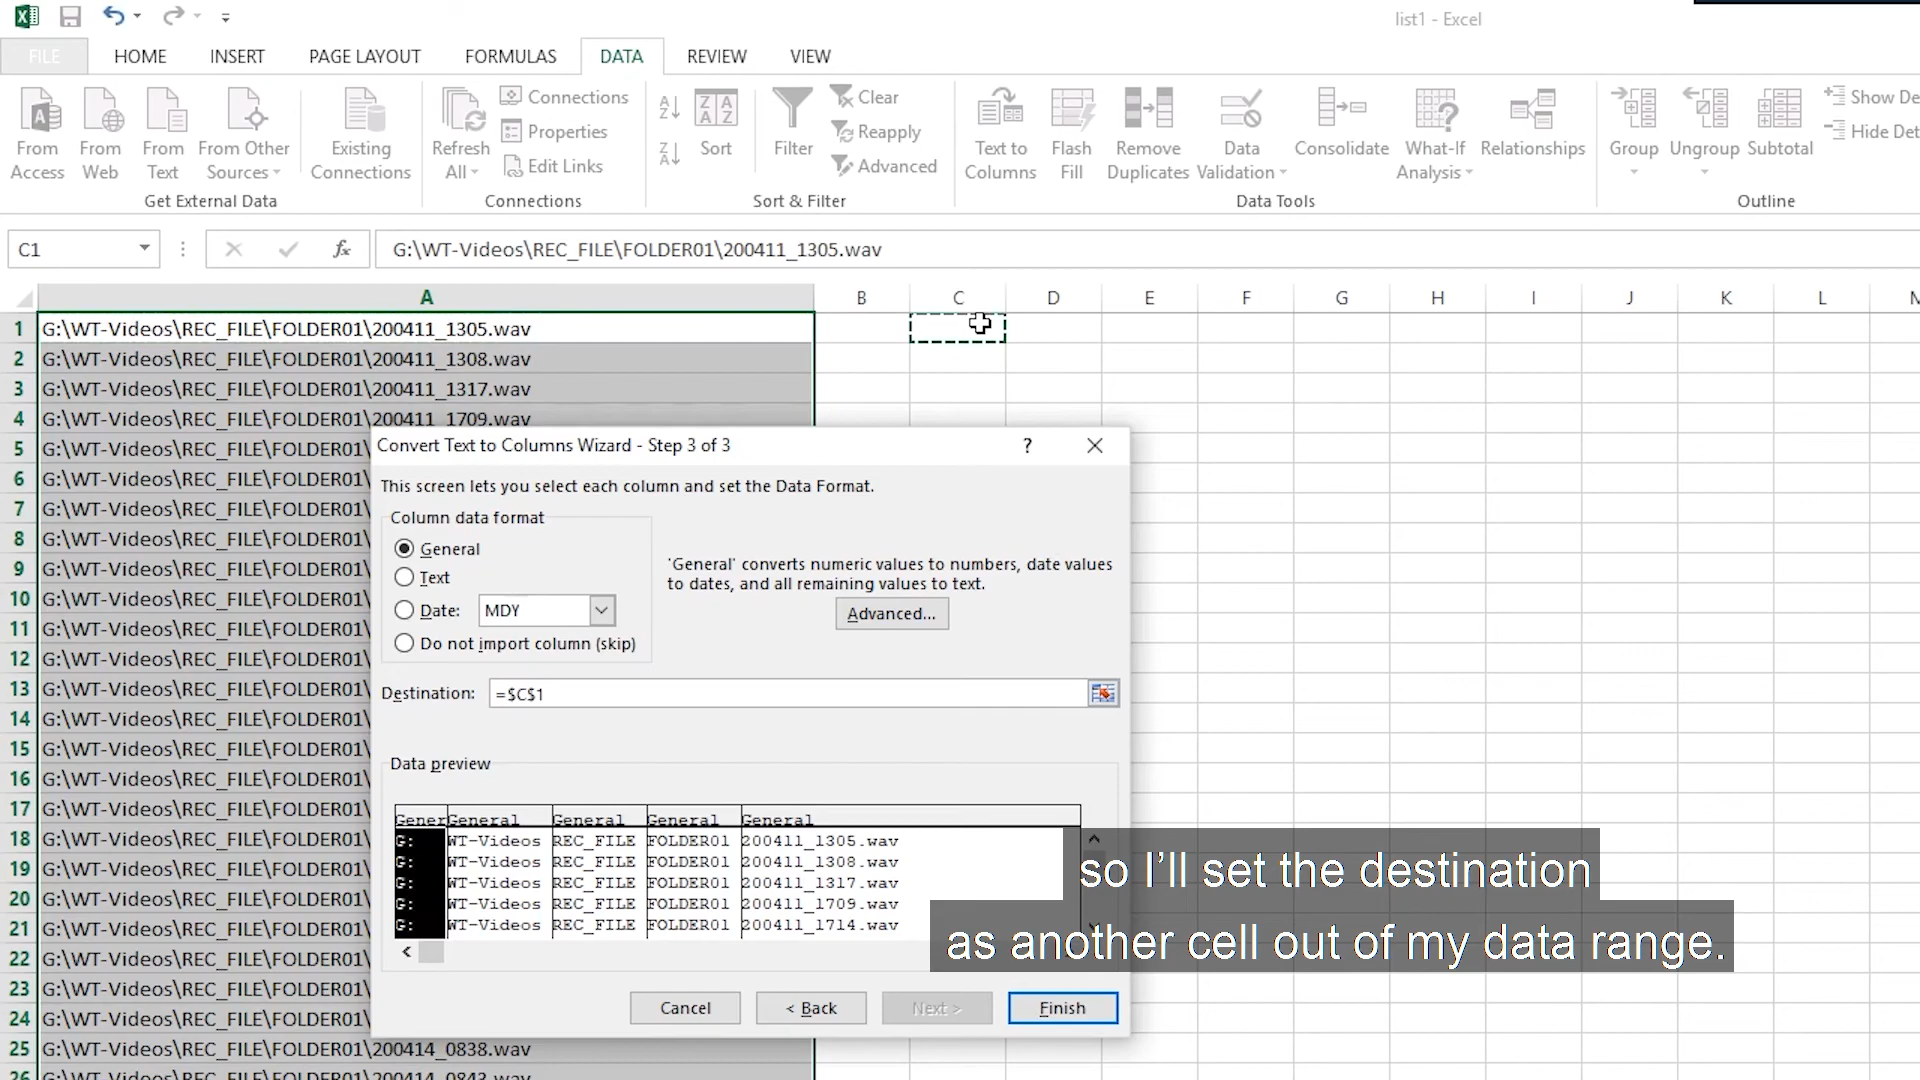 list1 - Excel
FILE HOME INSERT PAGE LAYOUT FORMULAS DATA REVIEW VIEW
From Access
From Web
From Text
From Other Sources
Existing Connections
Get External Data
Refresh All
Connections
Properties
Edit Links
Connections
Sort
Filter
Clear
Reapply
Advanced
Sort & Filter
Text to Columns
Flash Fill
Remove Duplicates
Data Validation
Consolidate
What-If Analysis
Relationships
Data Tools
Group
Ungroup
Subtotal
Show De
Hide Det
Outline
C1 fx G:\WT-Videos\REC_FILE\FOLDER01\200411_1305.wav
A B C D E F G H I J K L
1 G:\WT-Videos\REC_FILE\FOLDER01\200411_1305.wav
2 G:\WT-Videos\REC_FILE\FOLDER01\200411_1308.wav
3 G:\WT-Videos\REC_FILE\FOLDER01\200411_1317.wav
4 G:\WT-Videos\REC_FILE\FOLDER01\200411_1709.wav
5 G:\WT-Videos\REC_FILE\FOLDER01\
6 G:\WT-Videos\REC_FILE\FOLDER01\
7 G:\WT-Videos\REC_FILE\FOLDER01\
8 G:\WT-Videos\REC_FILE\FOLDER01\
9 G:\WT-Videos\REC_FILE\FOLDER01\
10 G:\WT-Videos\REC_FILE\FOLDER01\
11 G:\WT-Videos\REC_FILE\FOLDER01\
12 G:\WT-Videos\REC_FILE\FOLDER01\
13 G:\WT-Videos\REC_FILE\FOLDER01\
14 G:\WT-Videos\REC_FILE\FOLDER01\
15 G:\WT-Videos\REC_FILE\FOLDER01\
16 G:\WT-Videos\REC_FILE\FOLDER01\
17 G:\WT-Videos\REC_FILE\FOLDER01\
18 G:\WT-Videos\REC_FILE\FOLDER01\
19 G:\WT-Videos\REC_FILE\FOLDER01\
20 G:\WT-Videos\REC_FILE\FOLDER01\
21 G:\WT-Videos\REC_FILE\FOLDER01\
22 G:\WT-Videos\REC_FILE\FOLDER01\
23 G:\WT-Videos\REC_FILE\FOLDER01\
24 G:\WT-Videos\REC_FILE\FOLDER01\
25 G:\WT-Videos\REC_FILE\FOLDER01\200414_0838.wav
26 G:\WT-Videos\REC_FILE\FOLDER01\200414_0843.wav
Convert Text to Columns Wizard - Step 3 of 3 ?
This screen lets you select each column and set the Data Format.
Column data format
General
Text
Date: MDY
Do not import column (skip)
'General' converts numeric values to numbers, date values
to dates, and all remaining values to text.
Advanced...
Destination: =$C$1
Data preview
Gener General General General General
G: WT-Videos REC_FILE FOLDER01 200411_1305.wav
G: WT-Videos REC_FILE FOLDER01 200411_1308.wav
G: WT-Videos REC_FILE FOLDER01 200411_1317.wav
G: WT-Videos REC_FILE FOLDER01 200411_1709.wav
G: WT-Videos REC_FILE FOLDER01 200411_1714.wav
Cancel < Back Next > Finish
so I’ll set the destination
as another cell out of my data range.